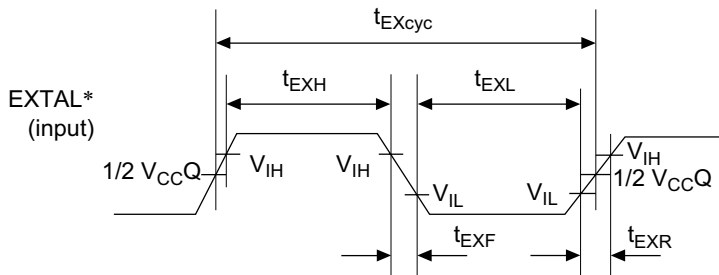 tEXcyc
EXTAL*
(input)
tEXH
tEXL
1/2 VCCQ
VIH
VIH
VIH
VIL
VIL
1/2 VCCQ
tEXF
tEXR